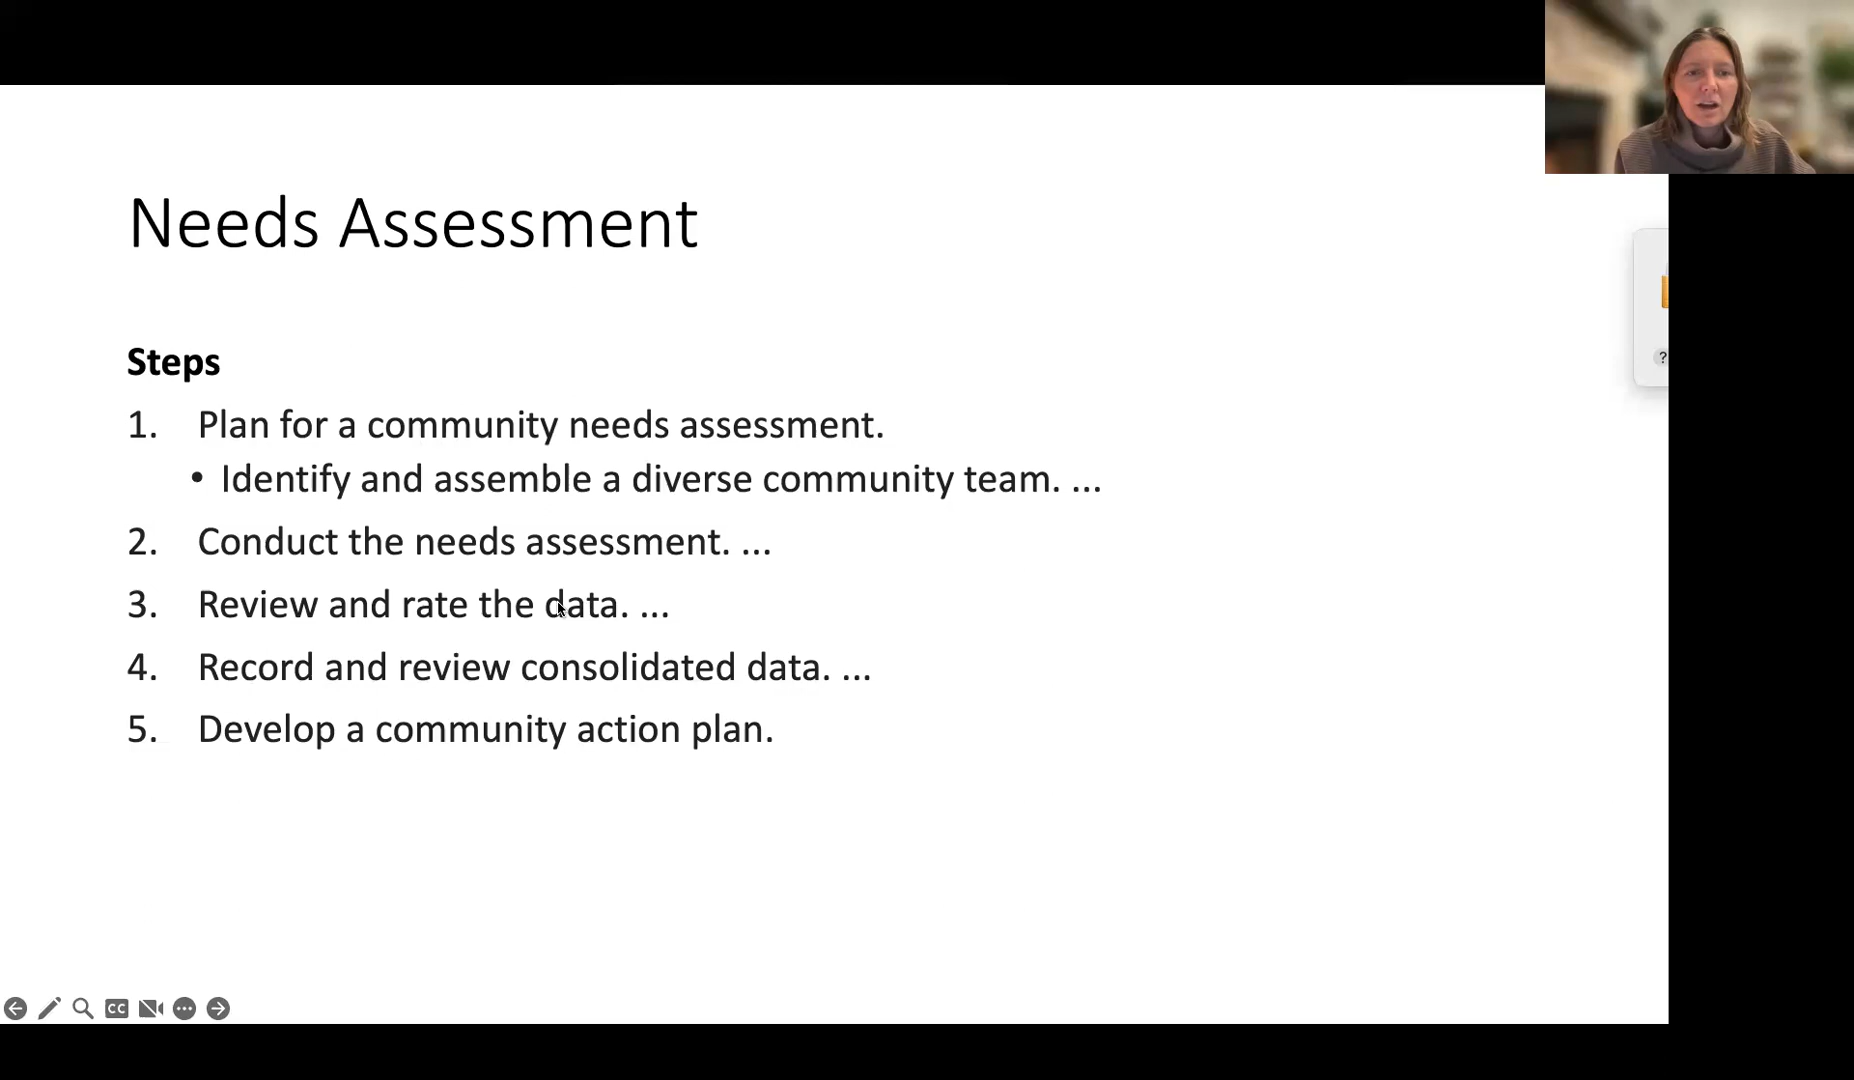 Needs Assessment
Steps
1. Plan for a community needs assessment.
• Identify and assemble a diverse community team. ...
2. Conduct the needs assessment. ...
3. Review and rate the data. ...
4. Record and review consolidated data. ...
5. Develop a community action plan.
?
CC